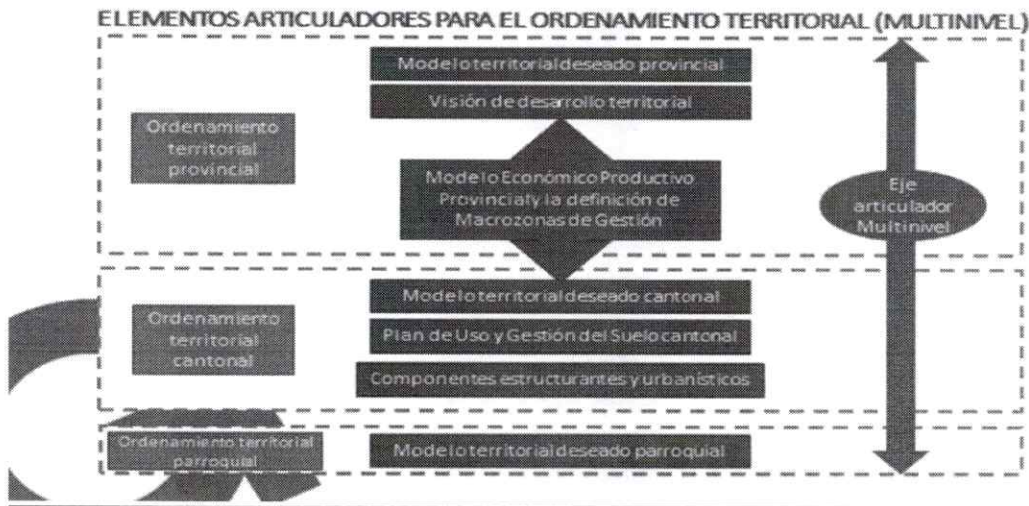 ELEMENTOS ARTICULADORES PARA EL ORDENAMIENTO TERRITORIAL (MULTINIVEL)
Modelo territorial deseado provincial
Visión de desarrollo territorial
Ordenamiento
territorial
provincial
Modelo Económico Productivo
Provincial y la definición de
Macrozonas de Gestión
Eje
articulador
Multinivel
Modelo territorial deseado cantonal
Ordenamiento
territorial
cantonal
Plan de Uso y Gestión del Suelo cantonal
Componentes estructurantes y urbanísticos
Ordenamiento territorial
parroquial
Modelo territorial deseado parroquial